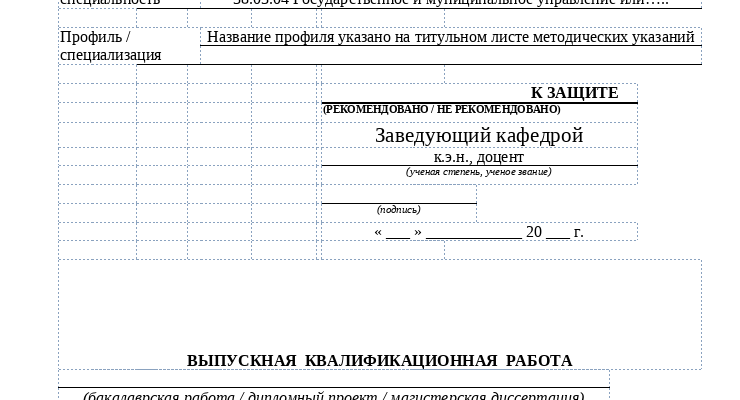 специальность 38.03.04 Государственное и муниципальное управление или…..
Профиль / Название профиля указано на титульном листе методических указаний
специализация
К ЗАЩИТЕ
(РЕКОМЕНДОВАНО / НЕ РЕКОМЕНДОВАНО)
Заведующий кафедрой
к.э.н., доцент
(ученая степень, ученое звание)
(подпись)
« ___ » ____________ 20 ___ г.
ВЫПУСКНАЯ КВАЛИФИКАЦИОННАЯ РАБОТА
(бакалаврская работа / дипломный проект / магистерская диссертация)